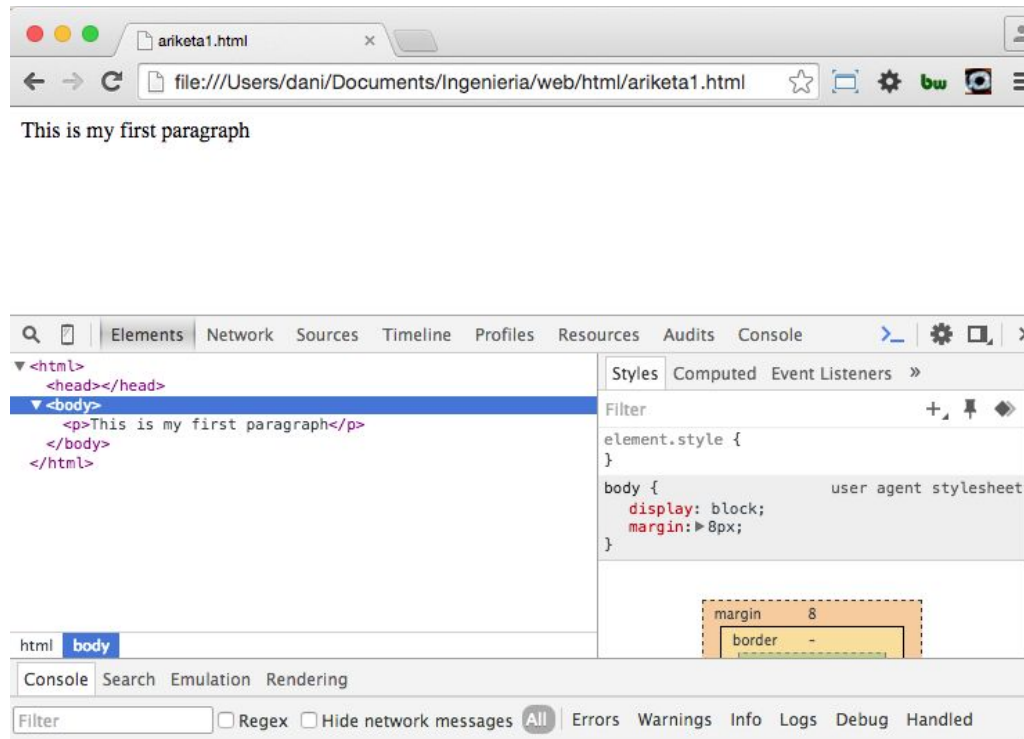 ariketa1.html ×
file:///Users/dani/Documents/Ingenieria/web/html/ariketa1.html bw
This is my first paragraph
Elements Network Sources Timeline Profiles Resources Audits Console
<html>
<head></head>
<body>
<p>This is my first paragraph</p>
</body>
</html>
html body
Styles Computed Event Listeners »
Filter
element.style {
}
body { user agent stylesheet
display: block;
margin: 8px;
}
margin 8
border -
Console Search Emulation Rendering
Filter Regex Hide network messages All Errors Warnings Info Logs Debug Handled